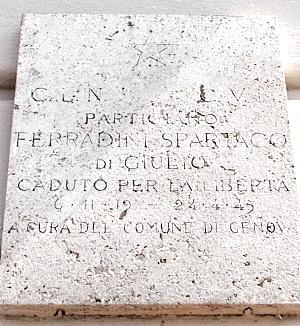 C.L.N. C.V.L.
PARTIGIANO
FERRADINI SPARTACO
DI GIULIO
CADUTO PER LA LIBERTA
6·11·19 - 24·4·45
A CURA DEL COMUNE DI GENOVA